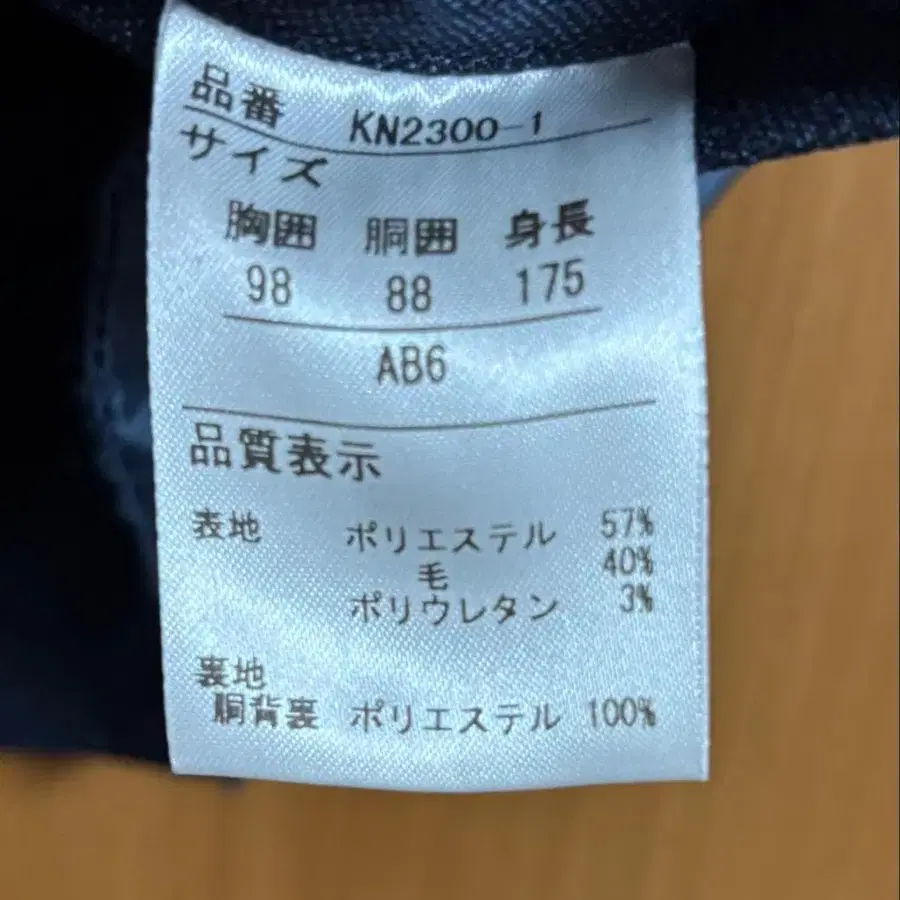 品番 KN2300-1
サイズ
胸囲 胴囲 身長
98 88 175
AB6
品質表示
表地 ポリエステル 57%
毛 40%
ポリウレタン 3%
裏地
胴背裏 ポリエステル 100%